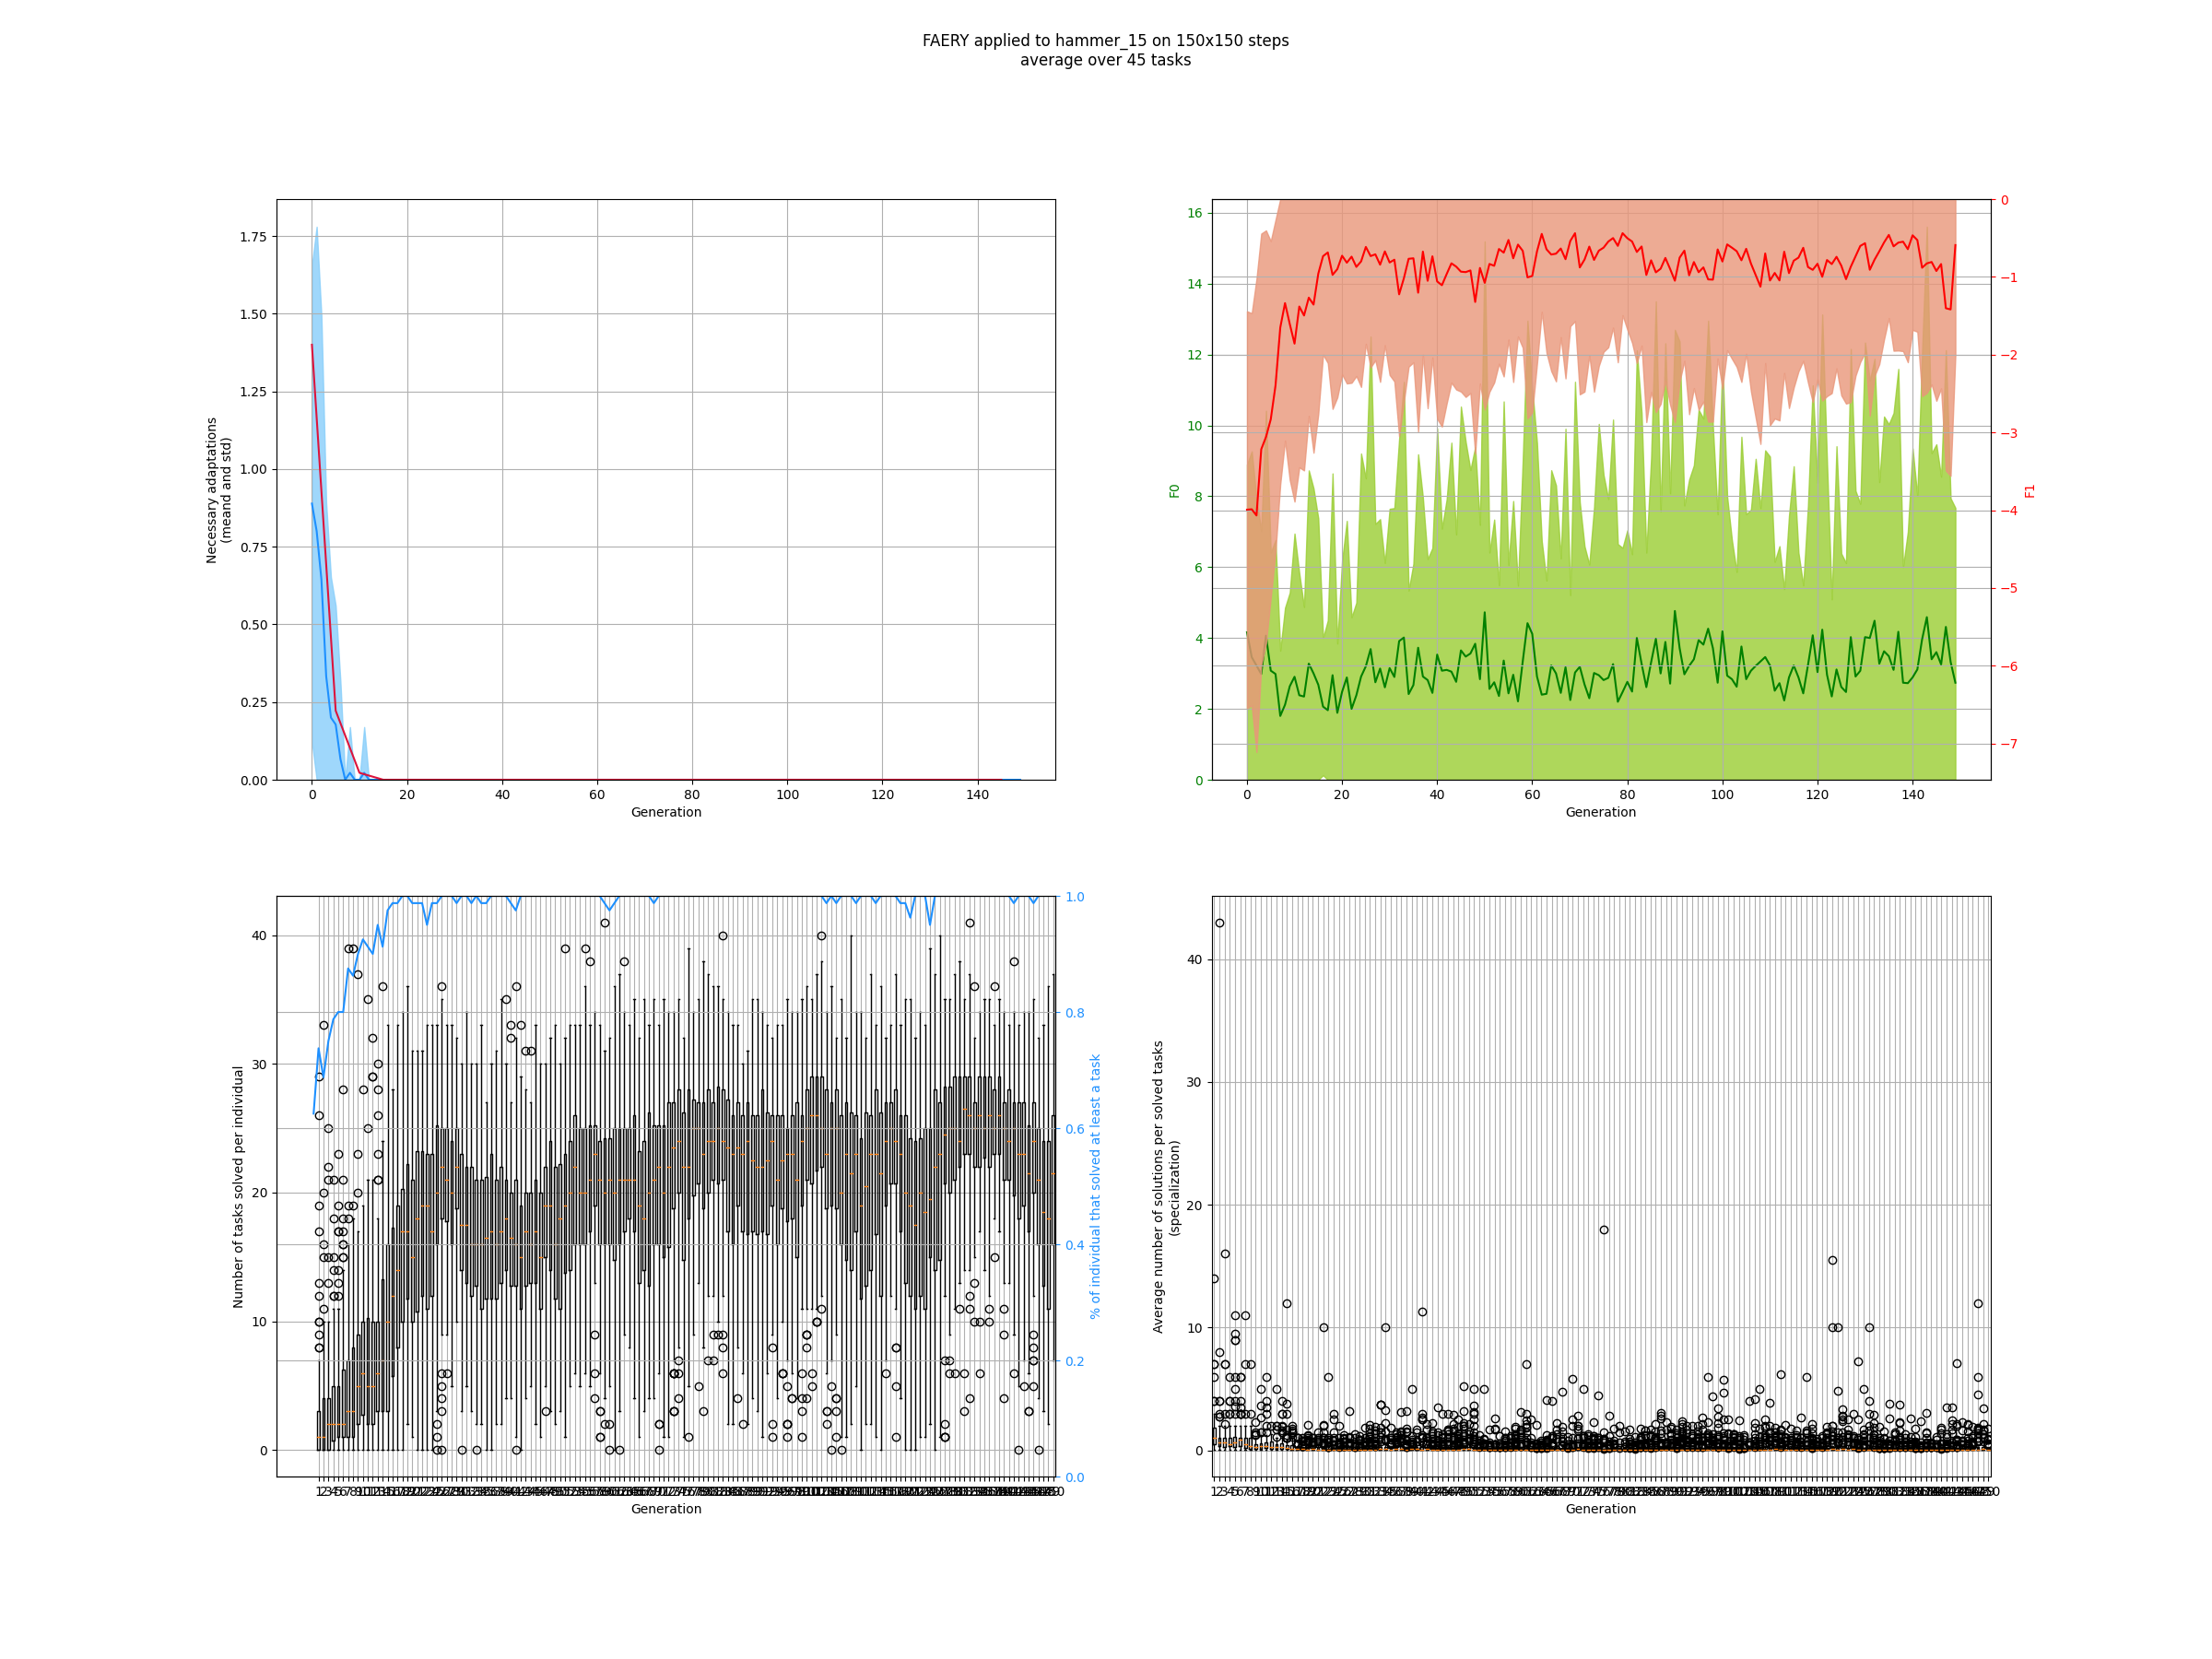 FAERY applied to hammer_15 on 150x150 steps
average over 45 tasks
Necessary adaptations
(meand and std)
1.75
1.50
1.25
1.00
0.75
0.50
0.25
0.00
0 20 40 60 80 100 120 140
Generation
F0
16
14
12
10
8
6
4
2
0
0 20 40 60 80 100 120 140
Generation
0
−1
−2
−3
−4
−5
−6
−7
F1
Number of tasks solved per individual
40
30
20
10
0
Generation
1.0
0.8
0.6
0.4
0.2
0.0
% of individual that solved at least a task
Average number of solutions per solved tasks
(specialization)
40
30
20
10
0
Generation